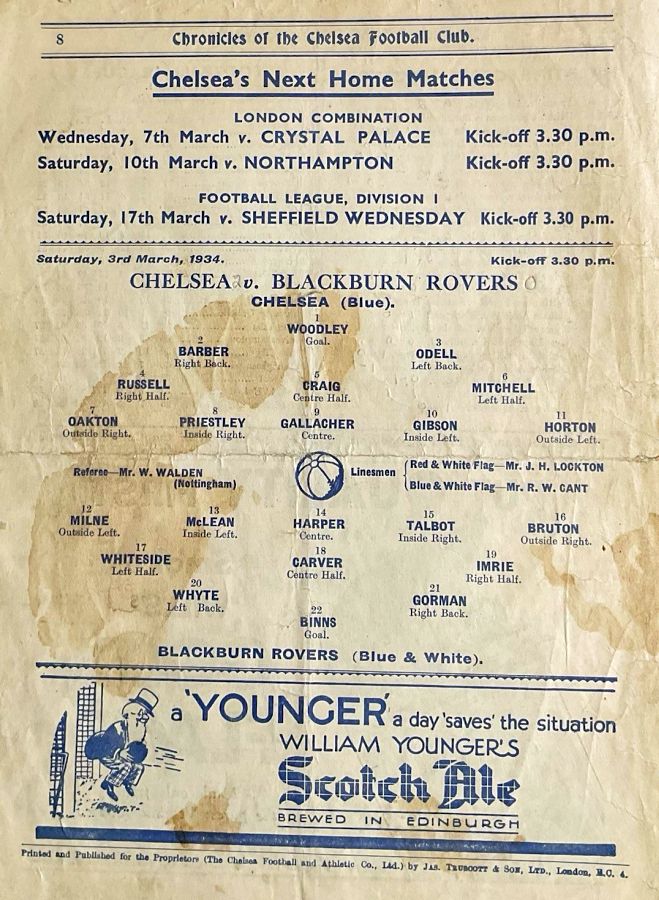 8 Chronicles of the Chelsea Football Club.
Chelsea's Next Home Matches
LONDON COMBINATION
Wednesday, 7th March v. CRYSTAL PALACE Kick-off 3.30 p.m.
Saturday, 10th March v. NORTHAMPTON Kick-off 3.30 p.m.
FOOTBALL LEAGUE, DIVISION I
Saturday, 17th March v. SHEFFIELD WEDNESDAY Kick-off 3.30 p.m.
Saturday, 3rd March, 1934. Kick-off 3.30 p.m.
CHELSEA v. BLACKBURN ROVERS
CHELSEA (Blue).
1
WOODLEY
Goal.
2 3
BARBER ODELL
Right Back. Left Back.
4 5 6
RUSSELL CRAIG MITCHELL
Right Half. Centre Half. Left Half.
7 8 9 10 11
OAKTON PRIESTLEY GALLACHER GIBSON HORTON
Outside Right. Inside Right. Centre. Inside Left. Outside Left.
Referee—Mr. W. WALDEN
(Nottingham)
Linesmen
Red & White Flag—Mr. J. H. LOCKTON
Blue & White Flag—Mr. R. W. CANT
12 13 14 15 16
MILNE McLEAN HARPER TALBOT BRUTON
Outside Left. Inside Left. Centre. Inside Right. Outside Right.
17 18 19
WHITESIDE CARVER IMRIE
Left Half. Centre Half. Right Half.
20 21
WHYTE GORMAN
Left Back. Right Back.
22
BINNS
Goal.
BLACKBURN ROVERS (Blue & White).
a 'YOUNGER' a day 'saves' the situation
WILLIAM YOUNGER'S
Scotch Ale
BREWED IN EDINBURGH
Printed and Published for the Proprietors (The Chelsea Football and Athletic Co., Ltd.) by JAS. TRUSCOTT & SON, LTD., London, E.C. 4.